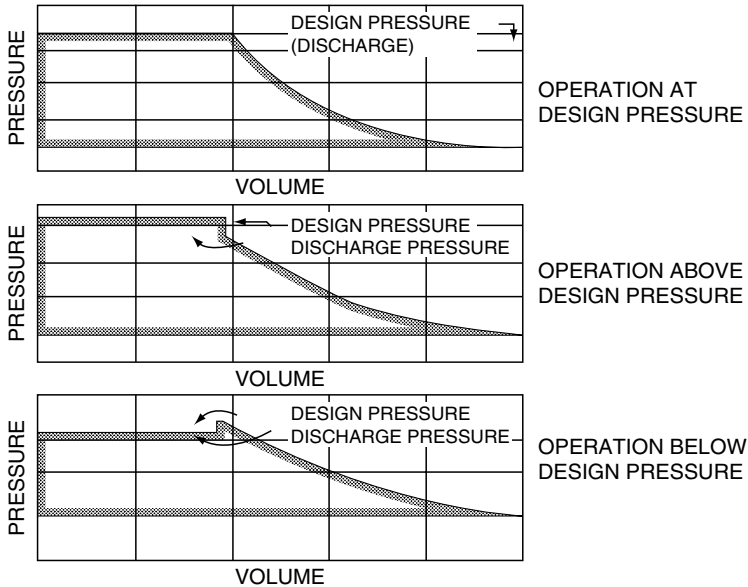 DESIGN PRESSURE
(DISCHARGE)
PRESSURE
OPERATION AT
DESIGN PRESSURE
VOLUME
DESIGN PRESSURE
DISCHARGE PRESSURE
PRESSURE
OPERATION ABOVE
DESIGN PRESSURE
VOLUME
DESIGN PRESSURE
DISCHARGE PRESSURE
PRESSURE
OPERATION BELOW
DESIGN PRESSURE
VOLUME